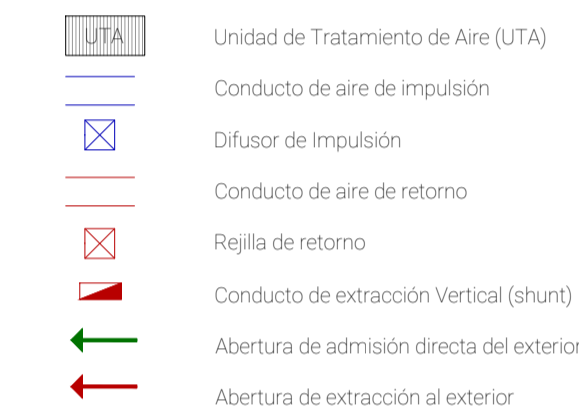 UTA Unidad de Tratamiento de Aire (UTA)
Conducto de aire de impulsión
Difusor de Impulsión
Conducto de aire de retorno
Rejilla de retorno
Conducto de extracción Vertical (shunt)
Abertura de admisión directa del exterior
Abertura de extracción al exterior